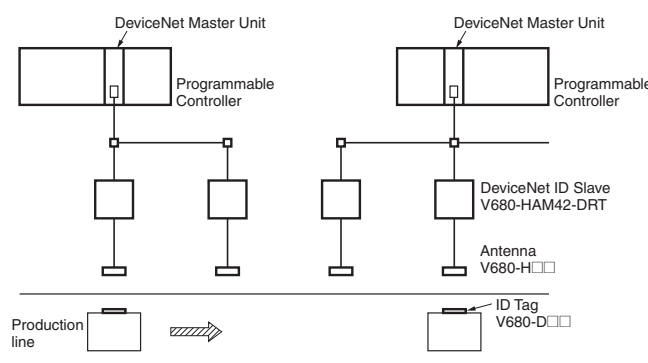 DeviceNet Master Unit
DeviceNet Master Unit
Programmable
Controller
Programmable
Controller
DeviceNet ID Slave
V680-HAM42-DRT
Antenna
V680-H□□
ID Tag
V680-D□□
Production
line